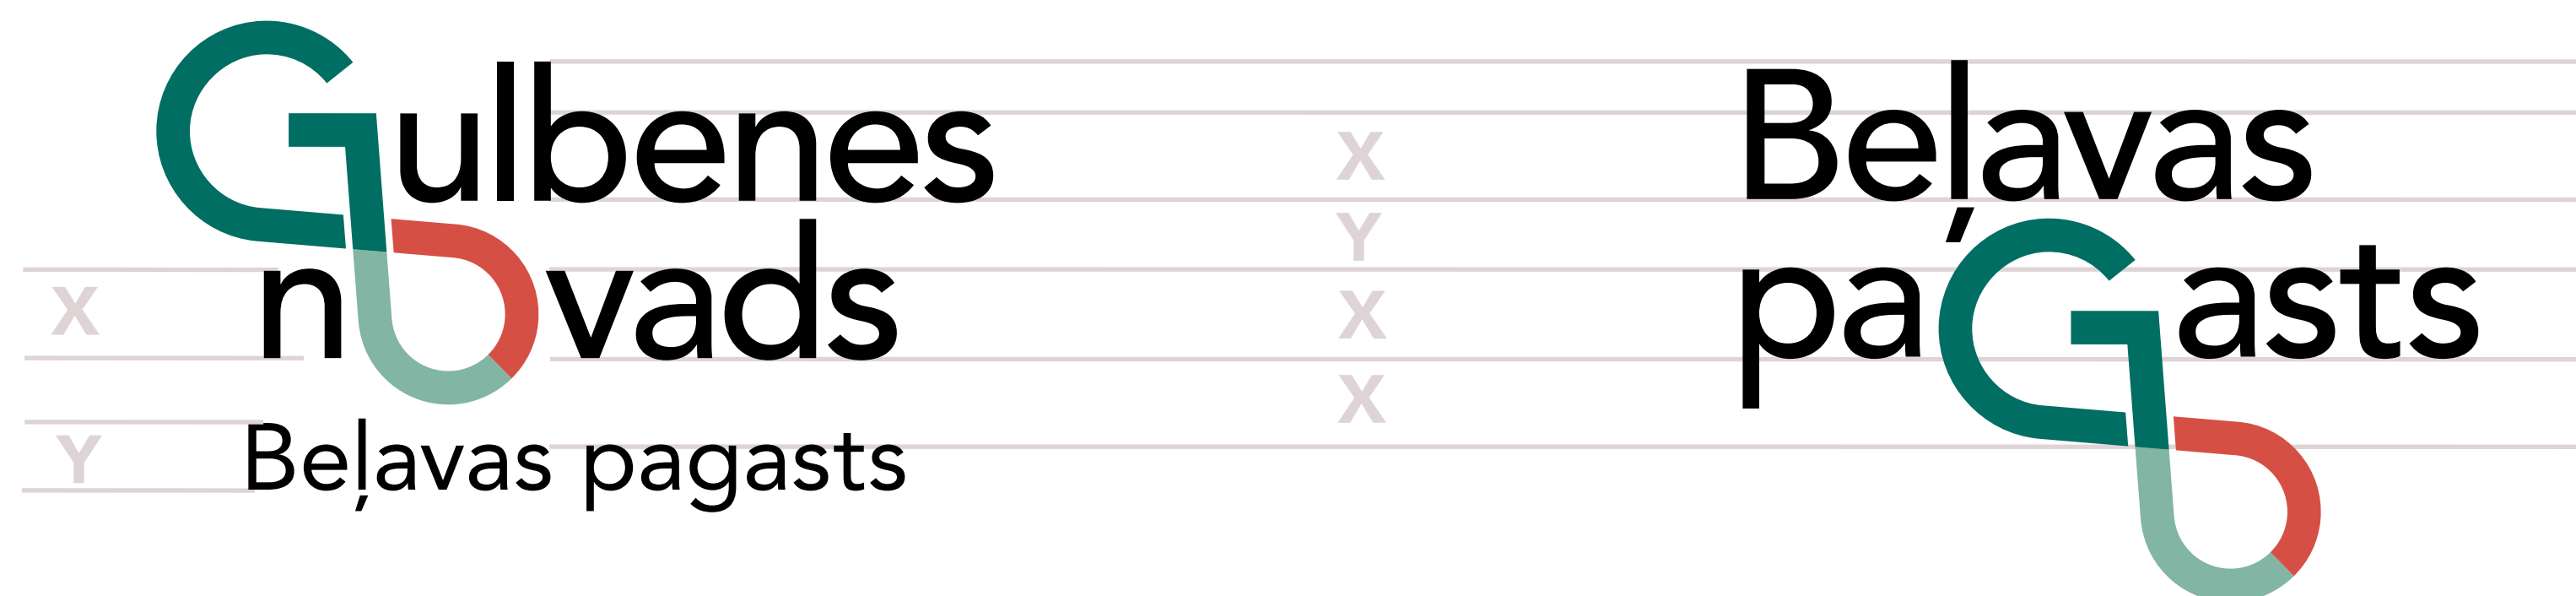 Gulbenes
novads
Beļavas pagasts
X
Y
X
Y
X
X
Beļavas
paGasts